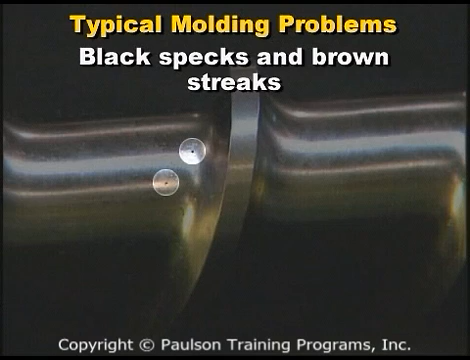 Typical Molding Problems
Black specks and brown
streaks
Copyright © Paulson Training Programs, Inc.